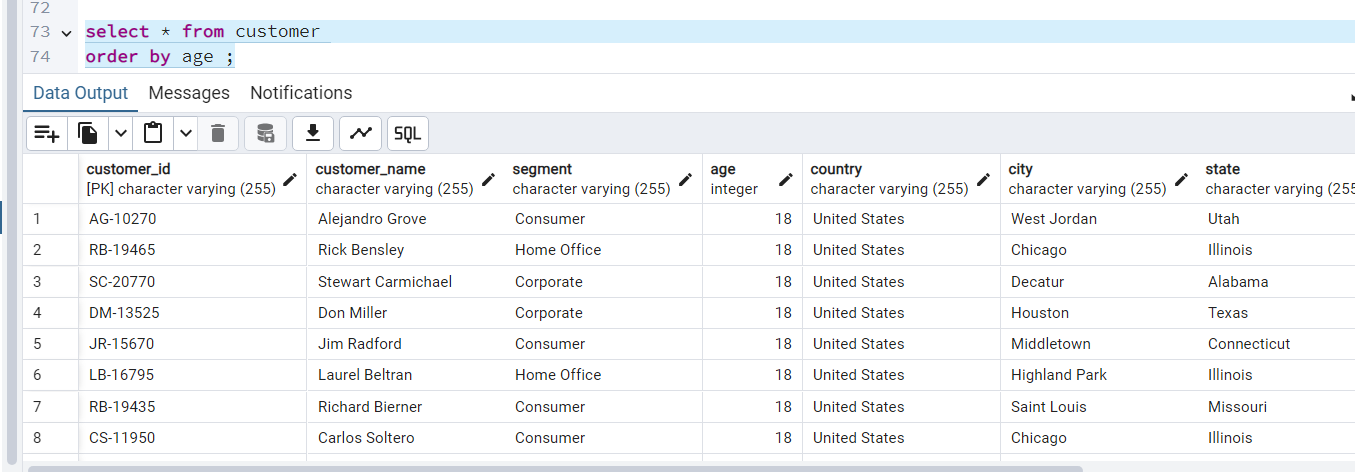 72
73 select * from customer
74 order by age ;
Data Output Messages Notifications
SQL
customer_id customer_name segment age country city state
[PK] character varying (255) character varying (255) character varying (255) integer character varying (255) character varying (255) character varying (255
1 AG-10270 Alejandro Grove Consumer 18 United States West Jordan Utah
2 RB-19465 Rick Bensley Home Office 18 United States Chicago Illinois
3 SC-20770 Stewart Carmichael Corporate 18 United States Decatur Alabama
4 DM-13525 Don Miller Corporate 18 United States Houston Texas
5 JR-15670 Jim Radford Consumer 18 United States Middletown Connecticut
6 LB-16795 Laurel Beltran Home Office 18 United States Highland Park Illinois
7 RB-19435 Richard Bierner Consumer 18 United States Saint Louis Missouri
8 CS-11950 Carlos Soltero Consumer 18 United States Chicago Illinois